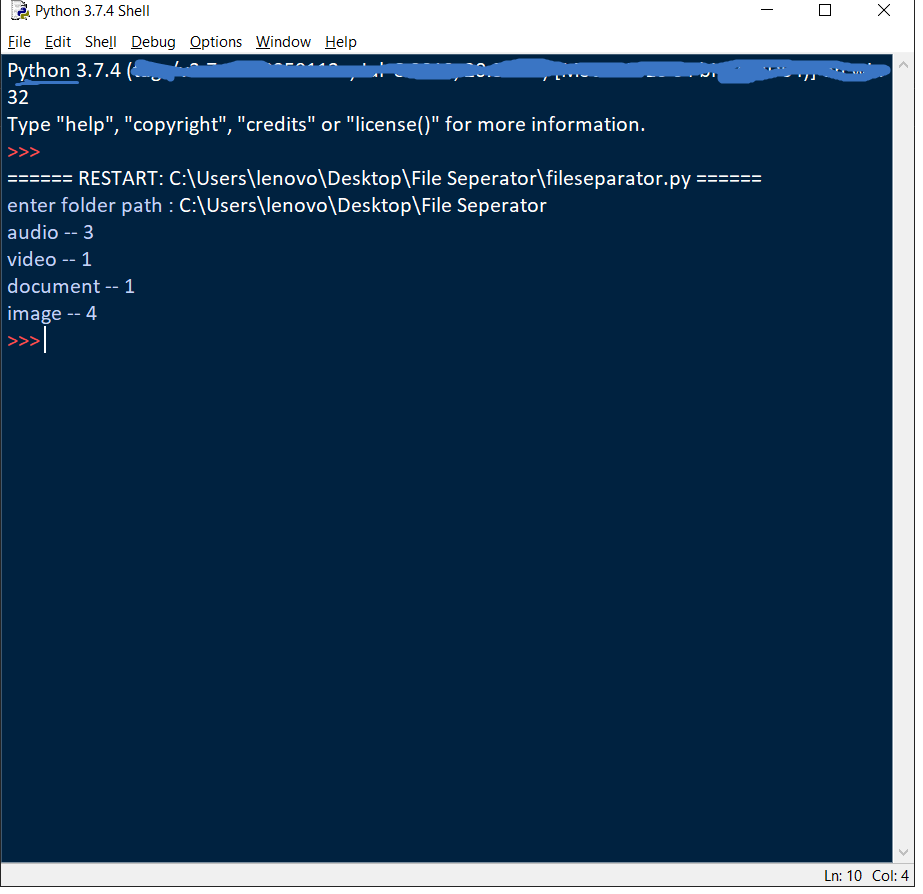 Python 3.7.4 Shell
File Edit Shell Debug Options Window Help
Python 3.7.4 (
32
Type "help", "copyright", "credits" or "license()" for more information.
>>>
====== RESTART: C:\Users\lenovo\Desktop\File Seperator\fileseparator.py ======
enter folder path : C:\Users\lenovo\Desktop\File Seperator
audio -- 3
video -- 1
document -- 1
image -- 4
>>>
Ln: 10 Col: 4